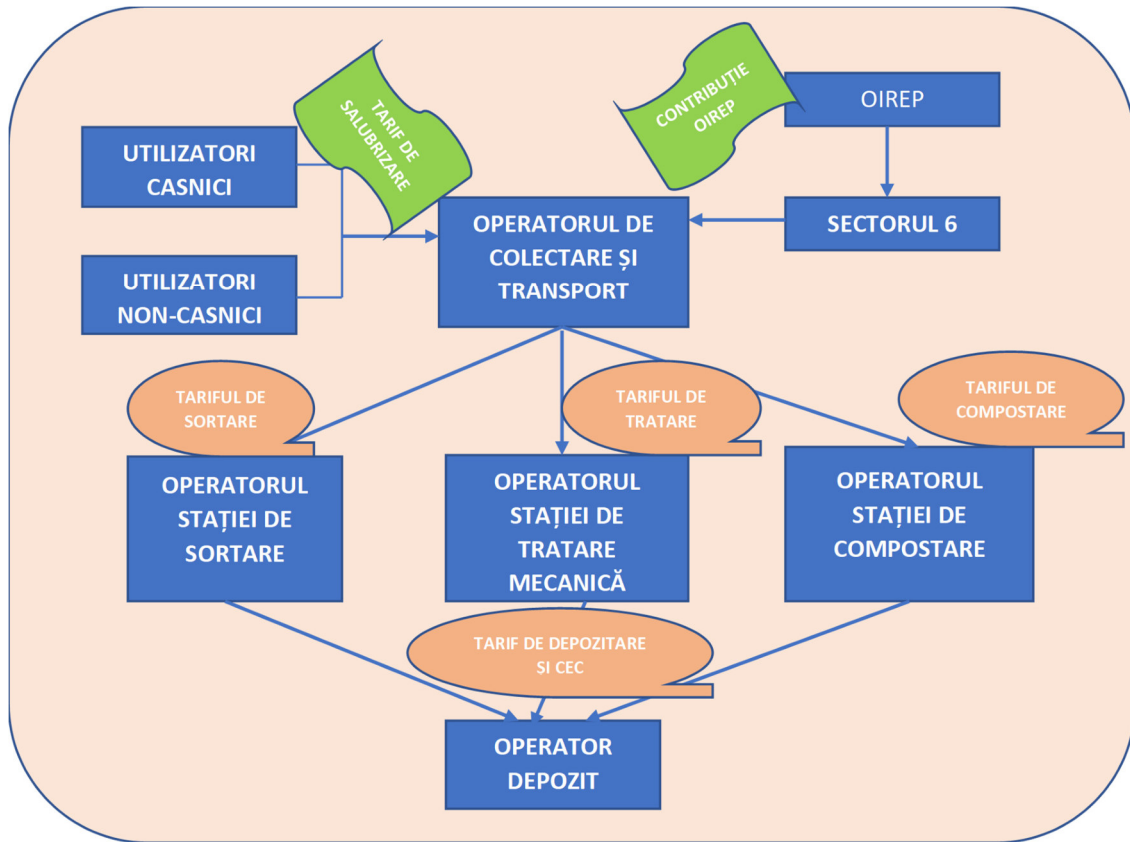 TARIF DE
SALUBRIZARE
CONTRIBUȚIE
OIREP
OIREP
UTILIZATORI
CASNICI
OPERATORUL DE
COLECTARE ȘI
TRANSPORT
SECTORUL 6
UTILIZATORI
NON-CASNICI
TARIFUL DE
SORTARE
TARIFUL DE
TRATARE
TARIFUL DE
COMPOSTARE
OPERATORUL
STAȚIEI DE
SORTARE
OPERATORUL
STAȚIEI DE
TRATARE
MECANICĂ
OPERATORUL
STAȚIEI DE
COMPOSTARE
TARIF DE DEPOZITARE
SI CEC
OPERATOR
DEPOZIT